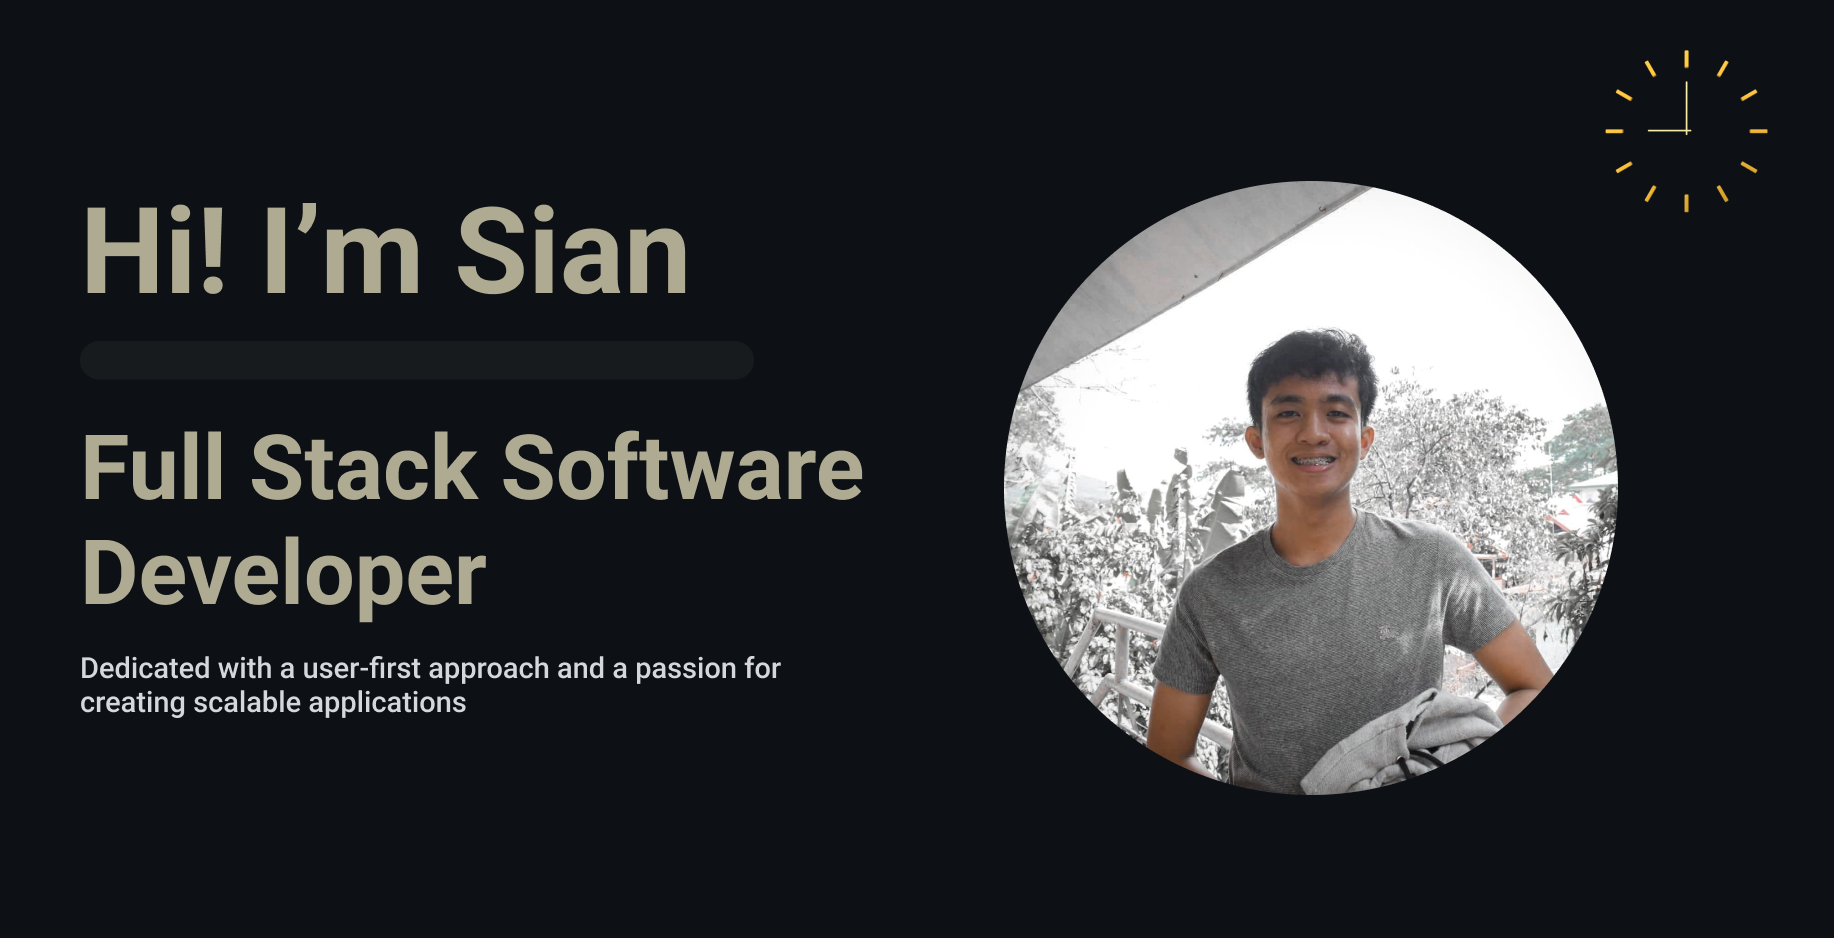 Hi! I’m Sian
Full Stack Software
Developer
Dedicated with a user-first approach and a passion for
creating scalable applications